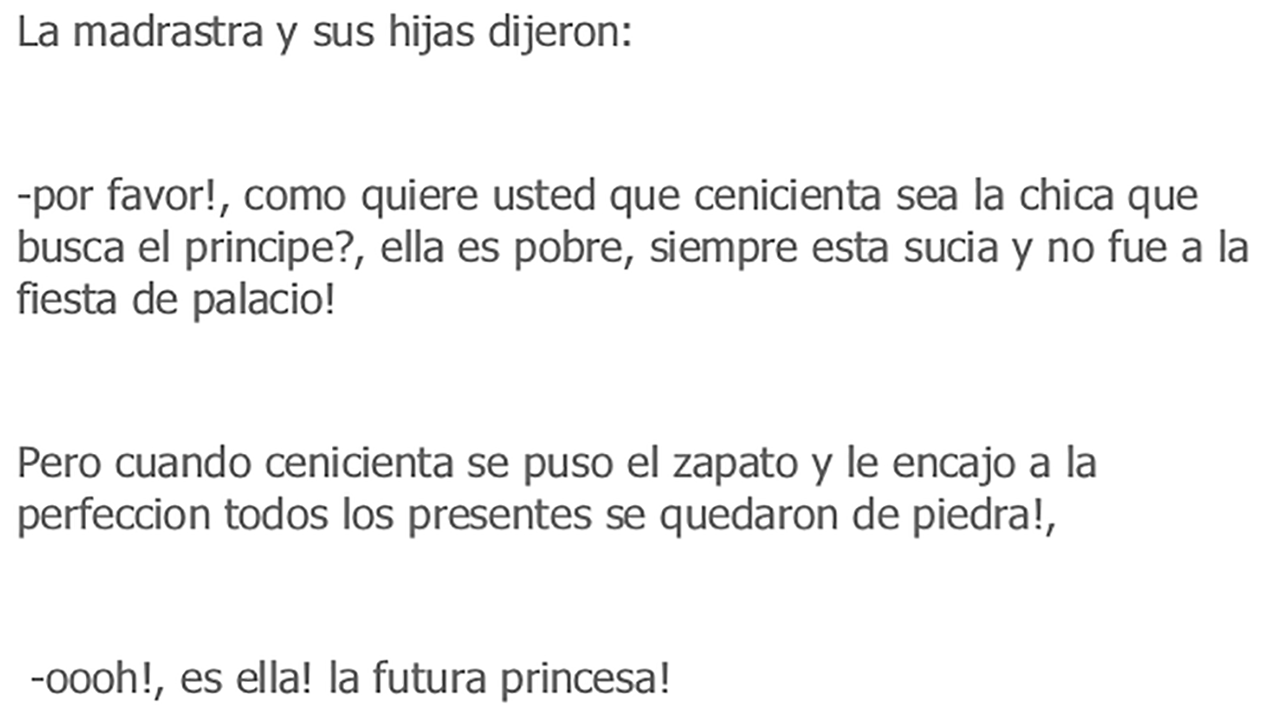 La madrastra y sus hijas dijeron:
-por favor!, como quiere usted que cenicienta sea la chica que
busca el principe?, ella es pobre, siempre esta sucia y no fue a la
fiesta de palacio!
Pero cuando cenicienta se puso el zapato y le encajo a la
perfeccion todos los presentes se quedaron de piedra!,
-oooh!, es ella! la futura princesa!